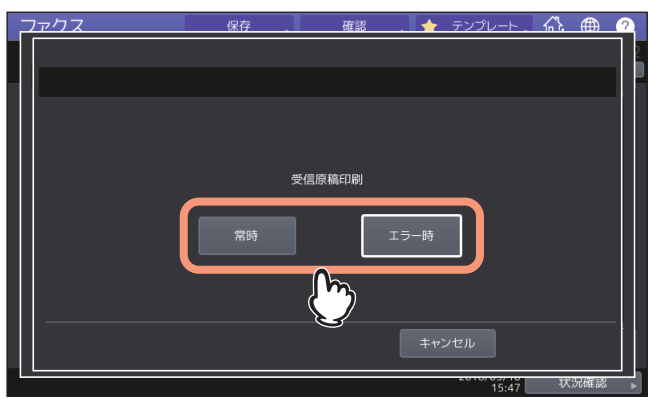 ファクス 保存 確認 テンプレート ?
受信原稿印刷
常時 エラー時
キャンセル
15:47 状況確認